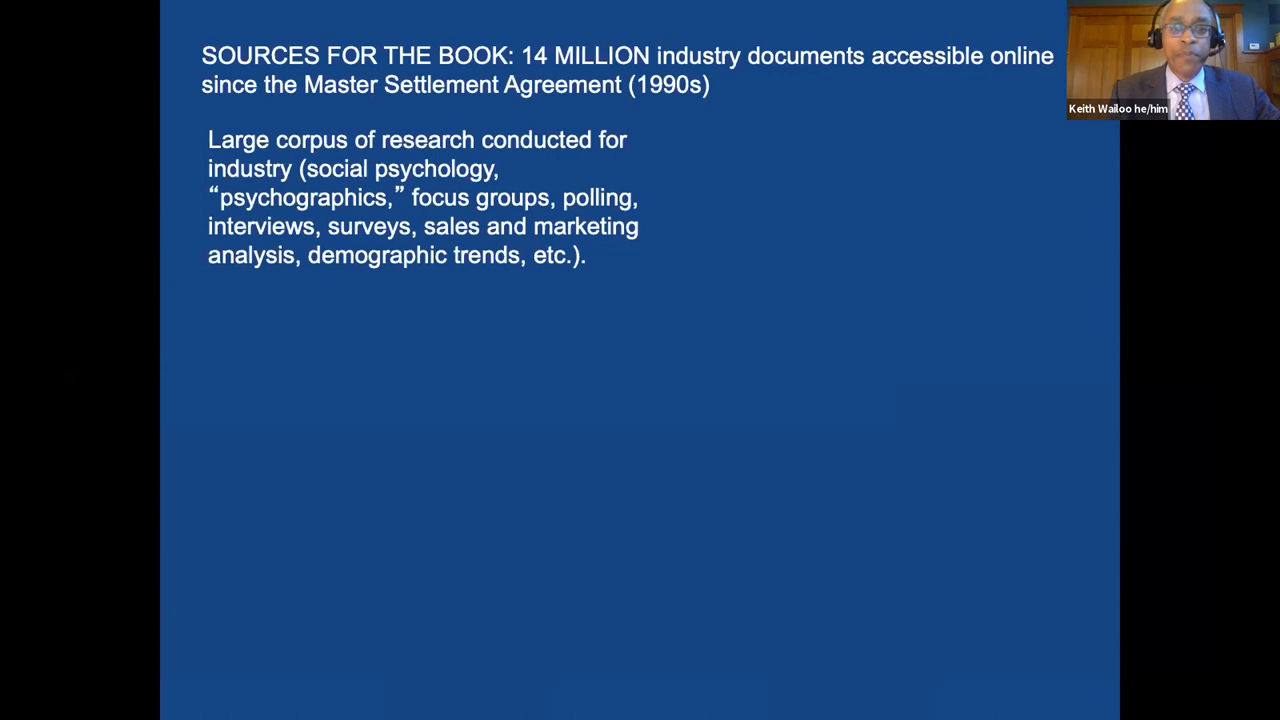 SOURCES FOR THE BOOK: 14 MILLION industry documents accessible online
since the Master Settlement Agreement (1990s)
Large corpus of research conducted for
industry (social psychology,
“psychographics,” focus groups, polling,
interviews, surveys, sales and marketing
analysis, demographic trends, etc.).
Keith Wailoo he/him